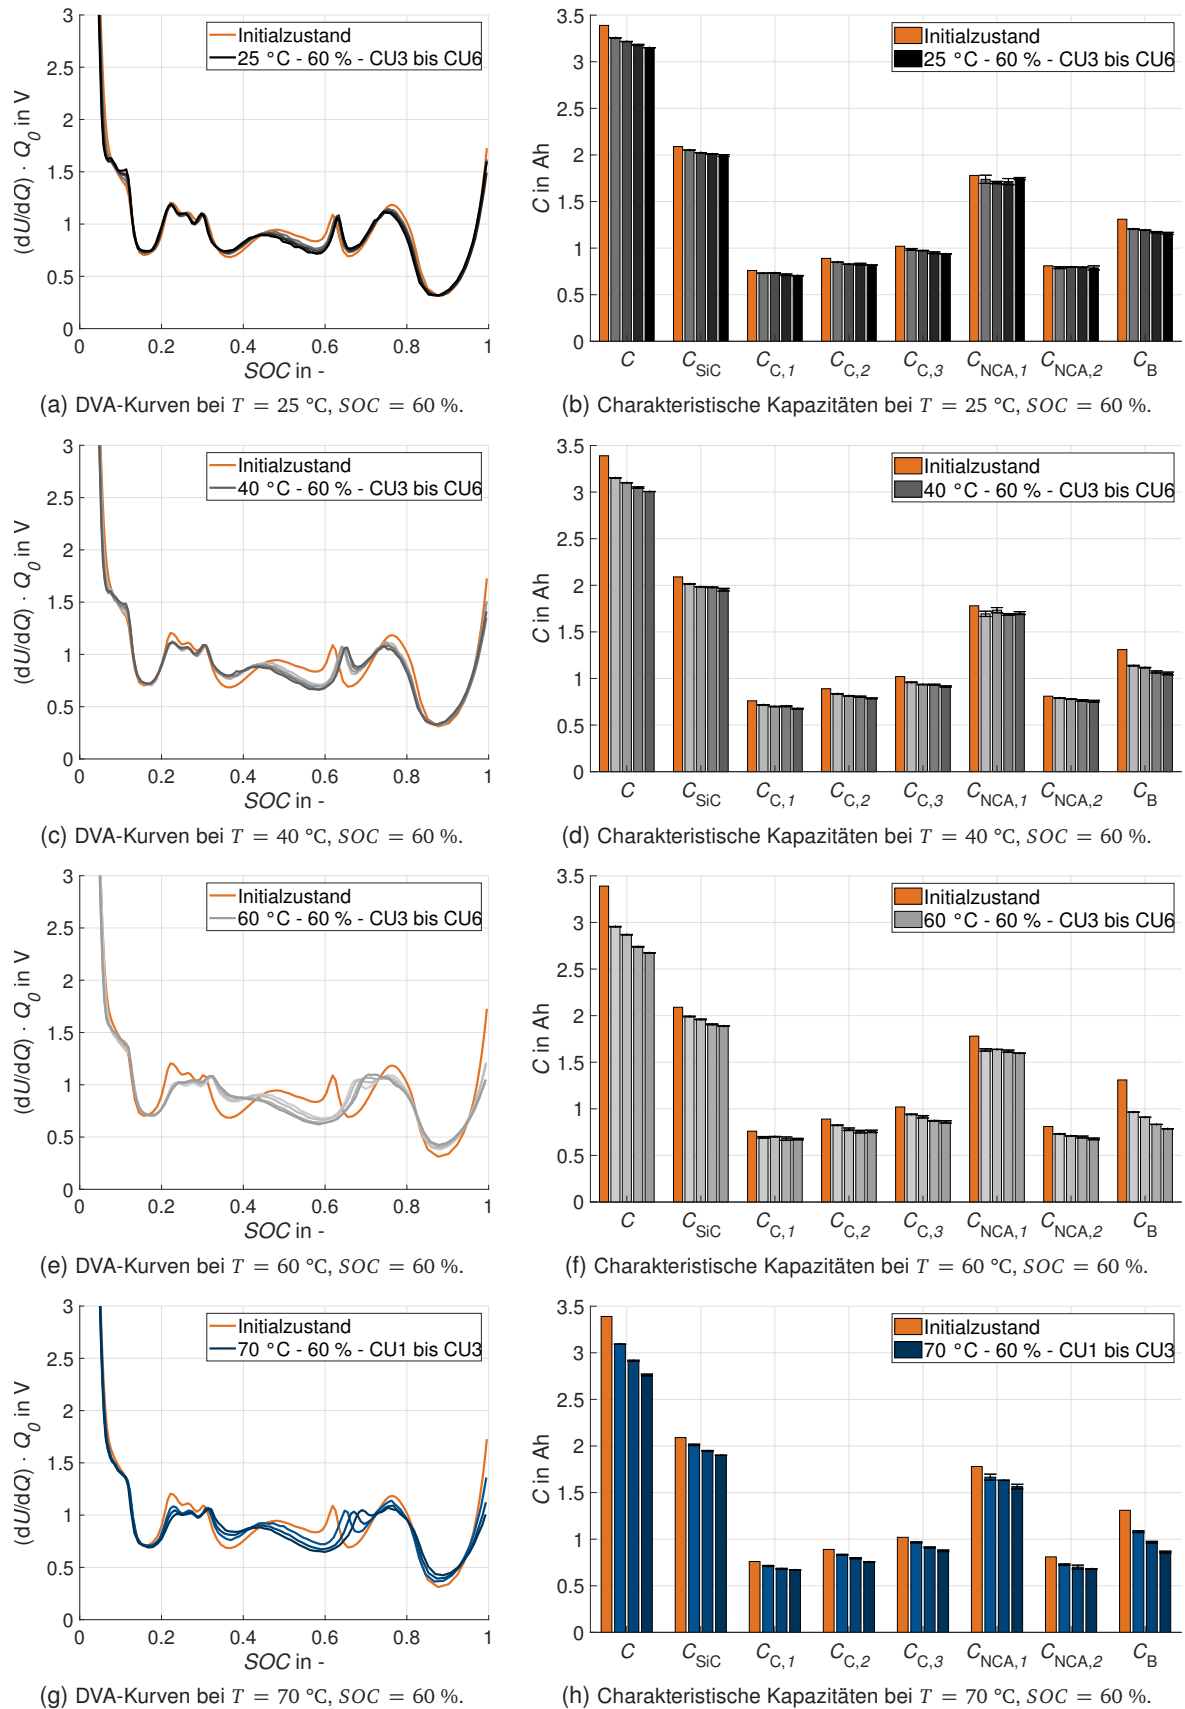 3
2.5
2
1.5
1
0.5
0
(dU/dQ) · Q0 in V
Initialzustand
25 °C - 60 % - CU3 bis CU6
0 0.2 0.4 0.6 0.8 1
SOC in -
(a) DVA-Kurven bei T = 25 °C, SOC = 60 %.
3.5
3
2.5
2
1.5
1
0.5
0
C in Ah
Initialzustand
25 °C - 60 % - CU3 bis CU6
C CSiC CC,1 CC,2 CC,3 CNCA,1 CNCA,2 CB
(b) Charakteristische Kapazitäten bei T = 25 °C, SOC = 60 %.
3
2.5
2
1.5
1
0.5
0
(dU/dQ) · Q0 in V
Initialzustand
40 °C - 60 % - CU3 bis CU6
0 0.2 0.4 0.6 0.8 1
SOC in -
(c) DVA-Kurven bei T = 40 °C, SOC = 60 %.
3.5
3
2.5
2
1.5
1
0.5
0
C in Ah
Initialzustand
40 °C - 60 % - CU3 bis CU6
C CSiC CC,1 CC,2 CC,3 CNCA,1 CNCA,2 CB
(d) Charakteristische Kapazitäten bei T = 40 °C, SOC = 60 %.
3
2.5
2
1.5
1
0.5
0
(dU/dQ) · Q0 in V
Initialzustand
60 °C - 60 % - CU3 bis CU6
0 0.2 0.4 0.6 0.8 1
SOC in -
(e) DVA-Kurven bei T = 60 °C, SOC = 60 %.
3.5
3
2.5
2
1.5
1
0.5
0
C in Ah
Initialzustand
60 °C - 60 % - CU3 bis CU6
C CSiC CC,1 CC,2 CC,3 CNCA,1 CNCA,2 CB
(f) Charakteristische Kapazitäten bei T = 60 °C, SOC = 60 %.
3
2.5
2
1.5
1
0.5
0
(dU/dQ) · Q0 in V
Initialzustand
70 °C - 60 % - CU1 bis CU3
0 0.2 0.4 0.6 0.8 1
SOC in -
(g) DVA-Kurven bei T = 70 °C, SOC = 60 %.
3.5
3
2.5
2
1.5
1
0.5
0
C in Ah
Initialzustand
70 °C - 60 % - CU1 bis CU3
C CSiC CC,1 CC,2 CC,3 CNCA,1 CNCA,2 CB
(h) Charakteristische Kapazitäten bei T = 70 °C, SOC = 60 %.